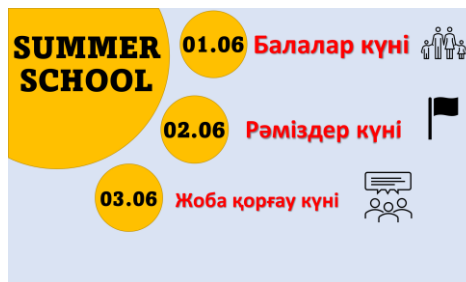 SUMMER
SCHOOL
01.06 Балалар күні
02.06 Рәміздер күні
03.06 Жоба қорғау күні